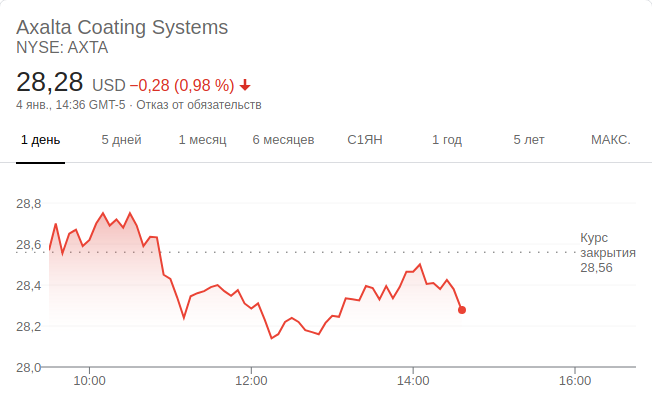 Axalta Coating Systems
NYSE: AXTA
28,28 USD −0,28 (0,98 %)
4 янв., 14:36 GMT-5 · Отказ от обязательств
1 день 5 дней 1 месяц 6 месяцев С1ЯН 1 год 5 лет МАКС.
28,8
28,6
28,4
28,2
28,0
Курс
закрытия
28,56
10:00 12:00 14:00 16:00